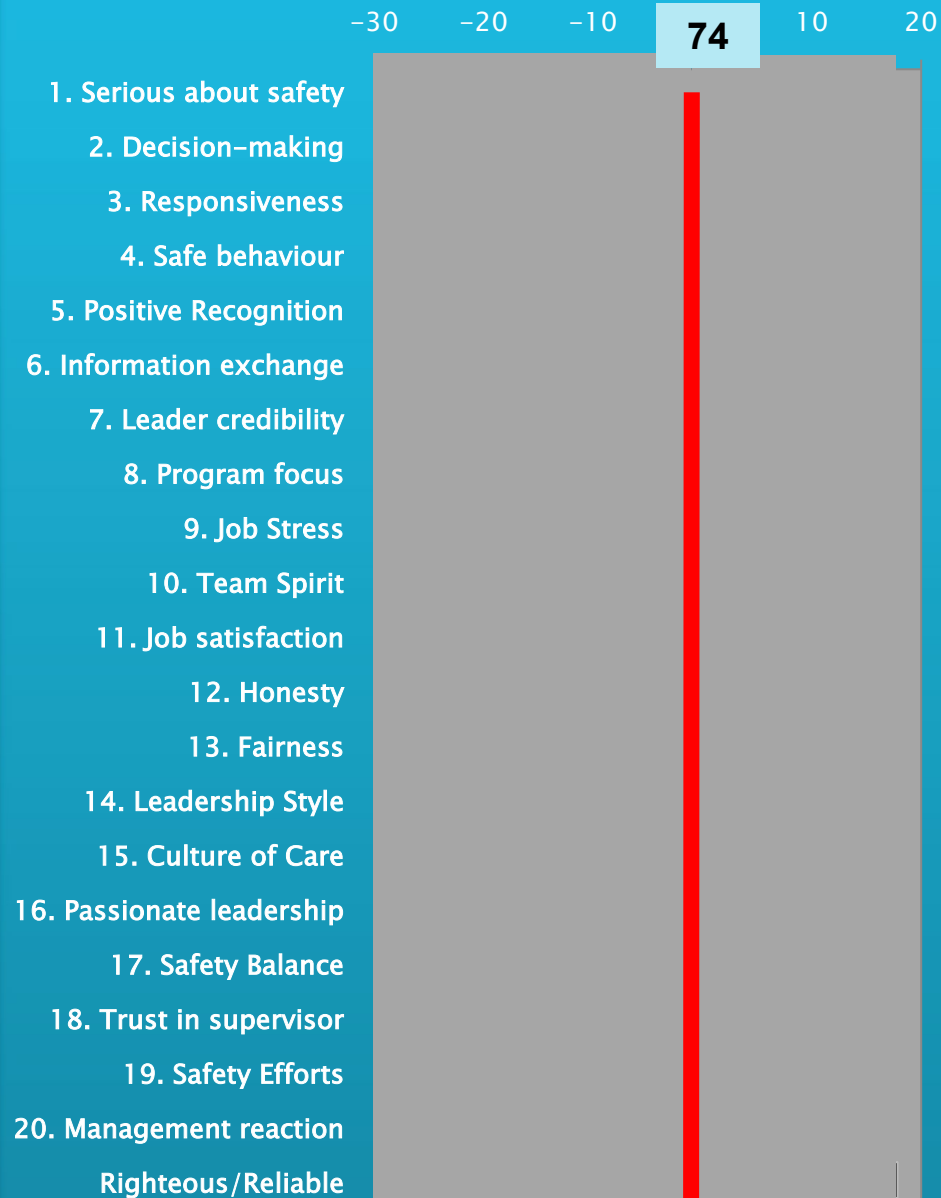 -30 -20 -10 74 10 20
1. Serious about safety
2. Decision-making
3. Responsiveness
4. Safe behaviour
5. Positive Recognition
6. Information exchange
7. Leader credibility
8. Program focus
9. Job Stress
10. Team Spirit
11. Job satisfaction
12. Honesty
13. Fairness
14. Leadership Style
15. Culture of Care
16. Passionate leadership
17. Safety Balance
18. Trust in supervisor
19. Safety Efforts
20. Management reaction
Righteous/Reliable